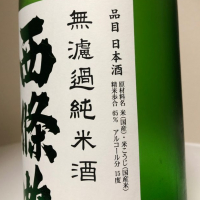 品目 日本酒
原材料名 米(国産)・米こうじ(国産米)
精米歩合 65% アルコール分 15度
無濾過純米酒
西條